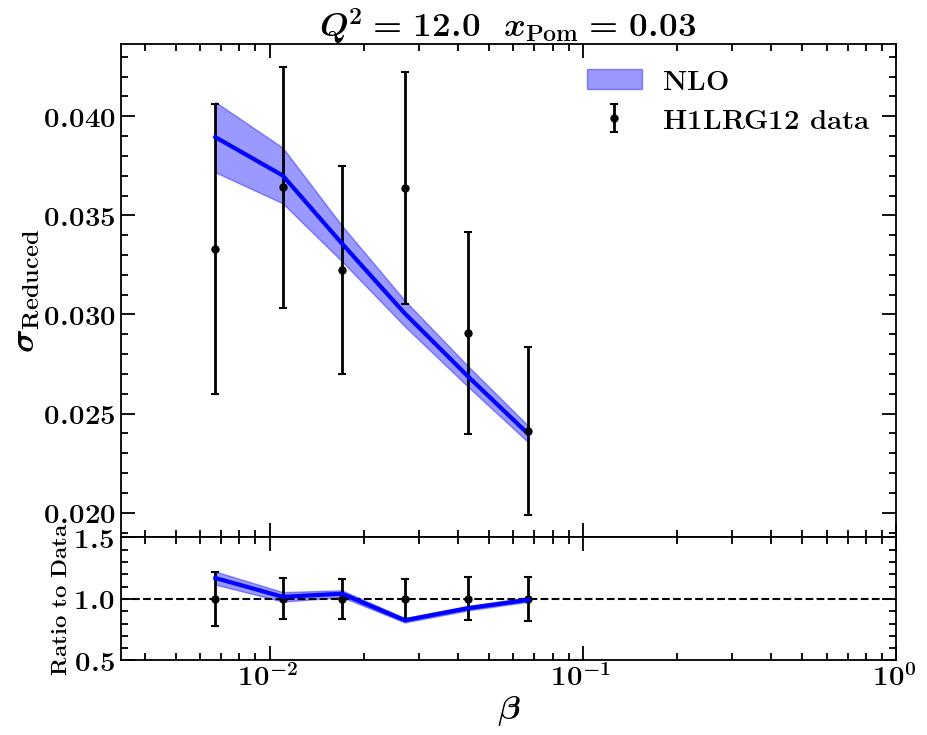 Q² = 12.0 x_Pom = 0.03
NLO
H1LRG12 data
0.040
0.035
0.030
0.025
0.020
σ_Reduced
1.5
1.0
0.5
Ratio to Data
10⁻² 10⁻¹ 10⁰
β